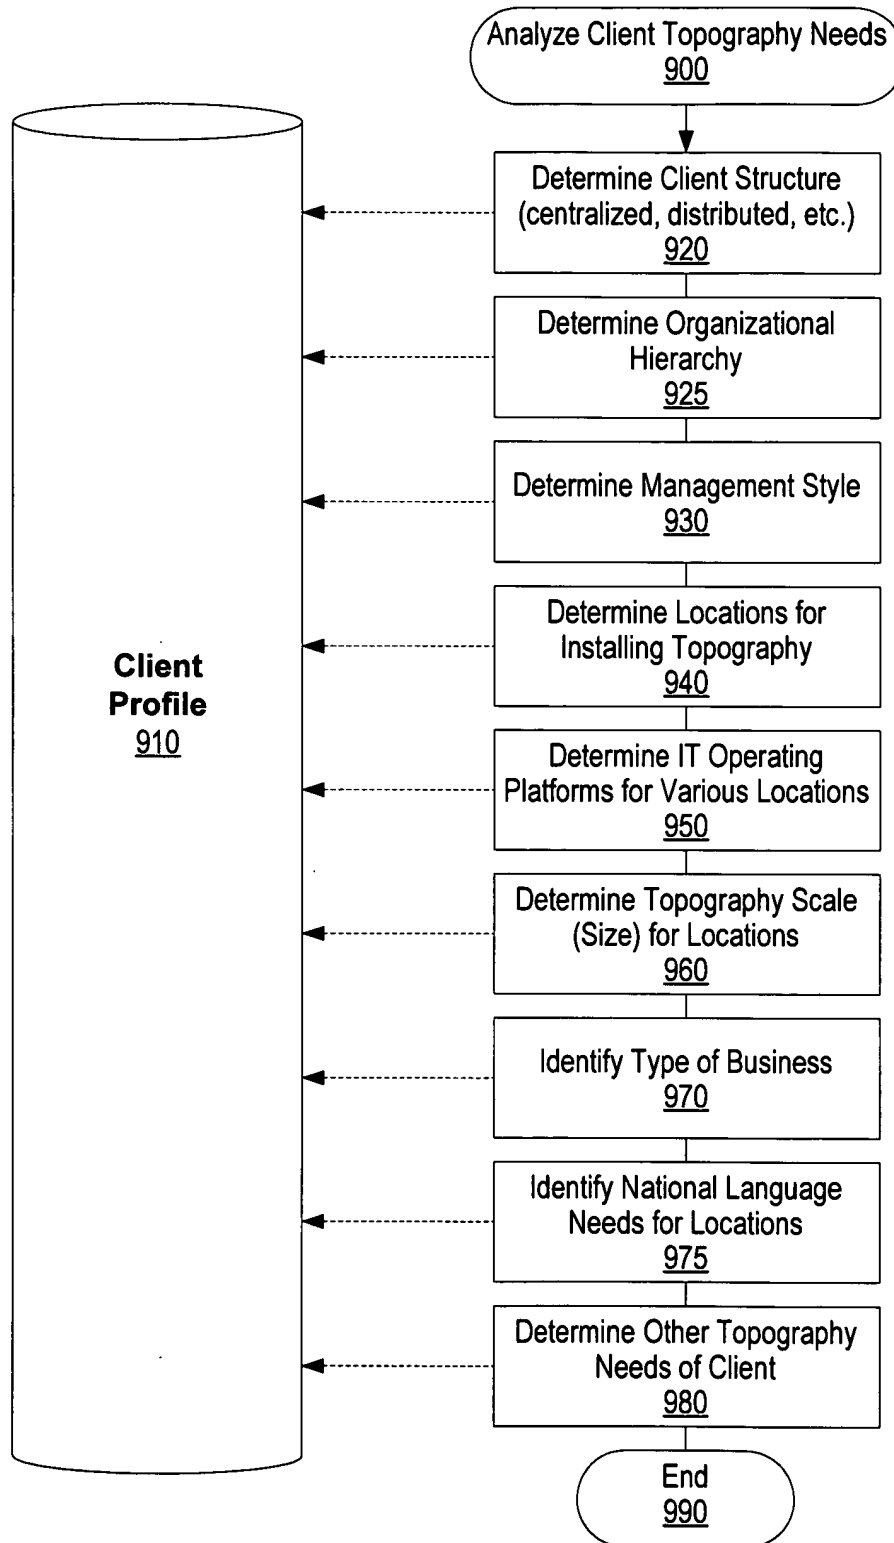 Analyze Client Topography Needs
900
Determine Client Structure
(centralized, distributed, etc.)
920
Determine Organizational
Hierarchy
925
Determine Management Style
930
Determine Locations for
Installing Topography
940
Client
Profile
910
Determine IT Operating
Platforms for Various Locations
950
Determine Topography Scale
(Size) for Locations
960
Identify Type of Business
970
Identify National Language
Needs for Locations
975
Determine Other Topography
Needs of Client
980
End
990